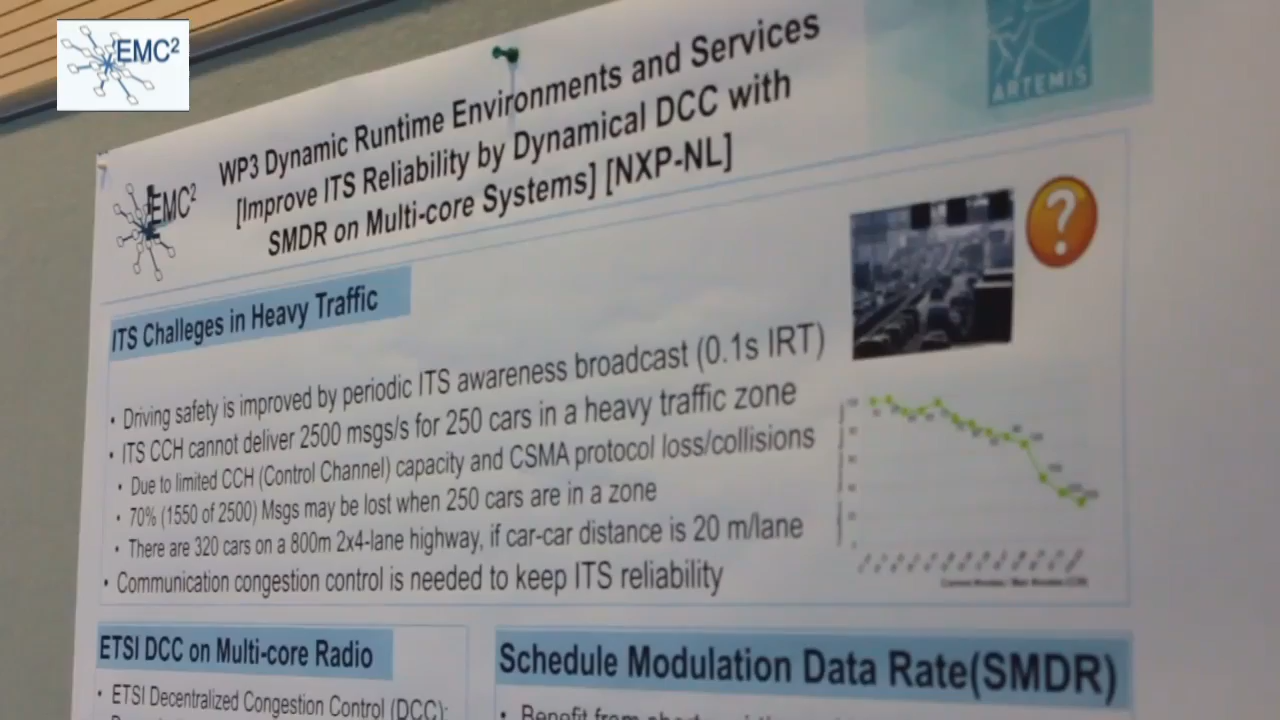 EMC²
ARTEMIS
EMC²
WP3 Dynamic Runtime Environments and Services
[Improve ITS Reliability by Dynamical DCC with
SMDR on Multi-core Systems] [NXP-NL]
?
ITS Challeges in Heavy Traffic
• Driving safety is improved by periodic ITS awareness broadcast (0.1s IRT)
• ITS CCH cannot deliver 2500 msgs/s for 250 cars in a heavy traffic zone
• Due to limited CCH (Control Channel) capacity and CSMA protocol loss/collisions
• 70% (1550 of 2500) Msgs may be lost when 250 cars are in a zone
• There are 320 cars on a 800m 2x4-lane highway, if car-car distance is 20 m/lane
• Communication congestion control is needed to keep ITS reliability
ETSI DCC on Multi-core Radio
• ETSI Decentralized Congestion Control (DCC):
Schedule Modulation Data Rate(SMDR)
• Benefit from